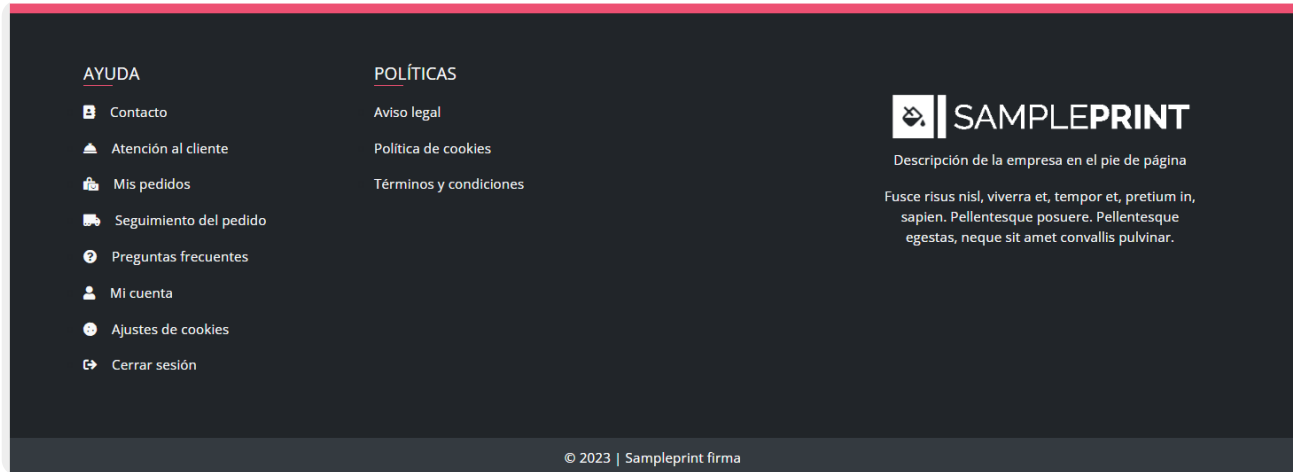 AYUDA
Contacto
Atención al cliente
Mis pedidos
Seguimiento del pedido
Preguntas frecuentes
Mi cuenta
Ajustes de cookies
Cerrar sesión
POLÍTICAS
Aviso legal
Política de cookies
Términos y condiciones
SAMPLEPRINT
Descripción de la empresa en el pie de página
Fusce risus nisl, viverra et, tempor et, pretium in,
sapien. Pellentesque posuere. Pellentesque
egestas, neque sit amet convallis pulvinar.
© 2023 | Sampleprint firma